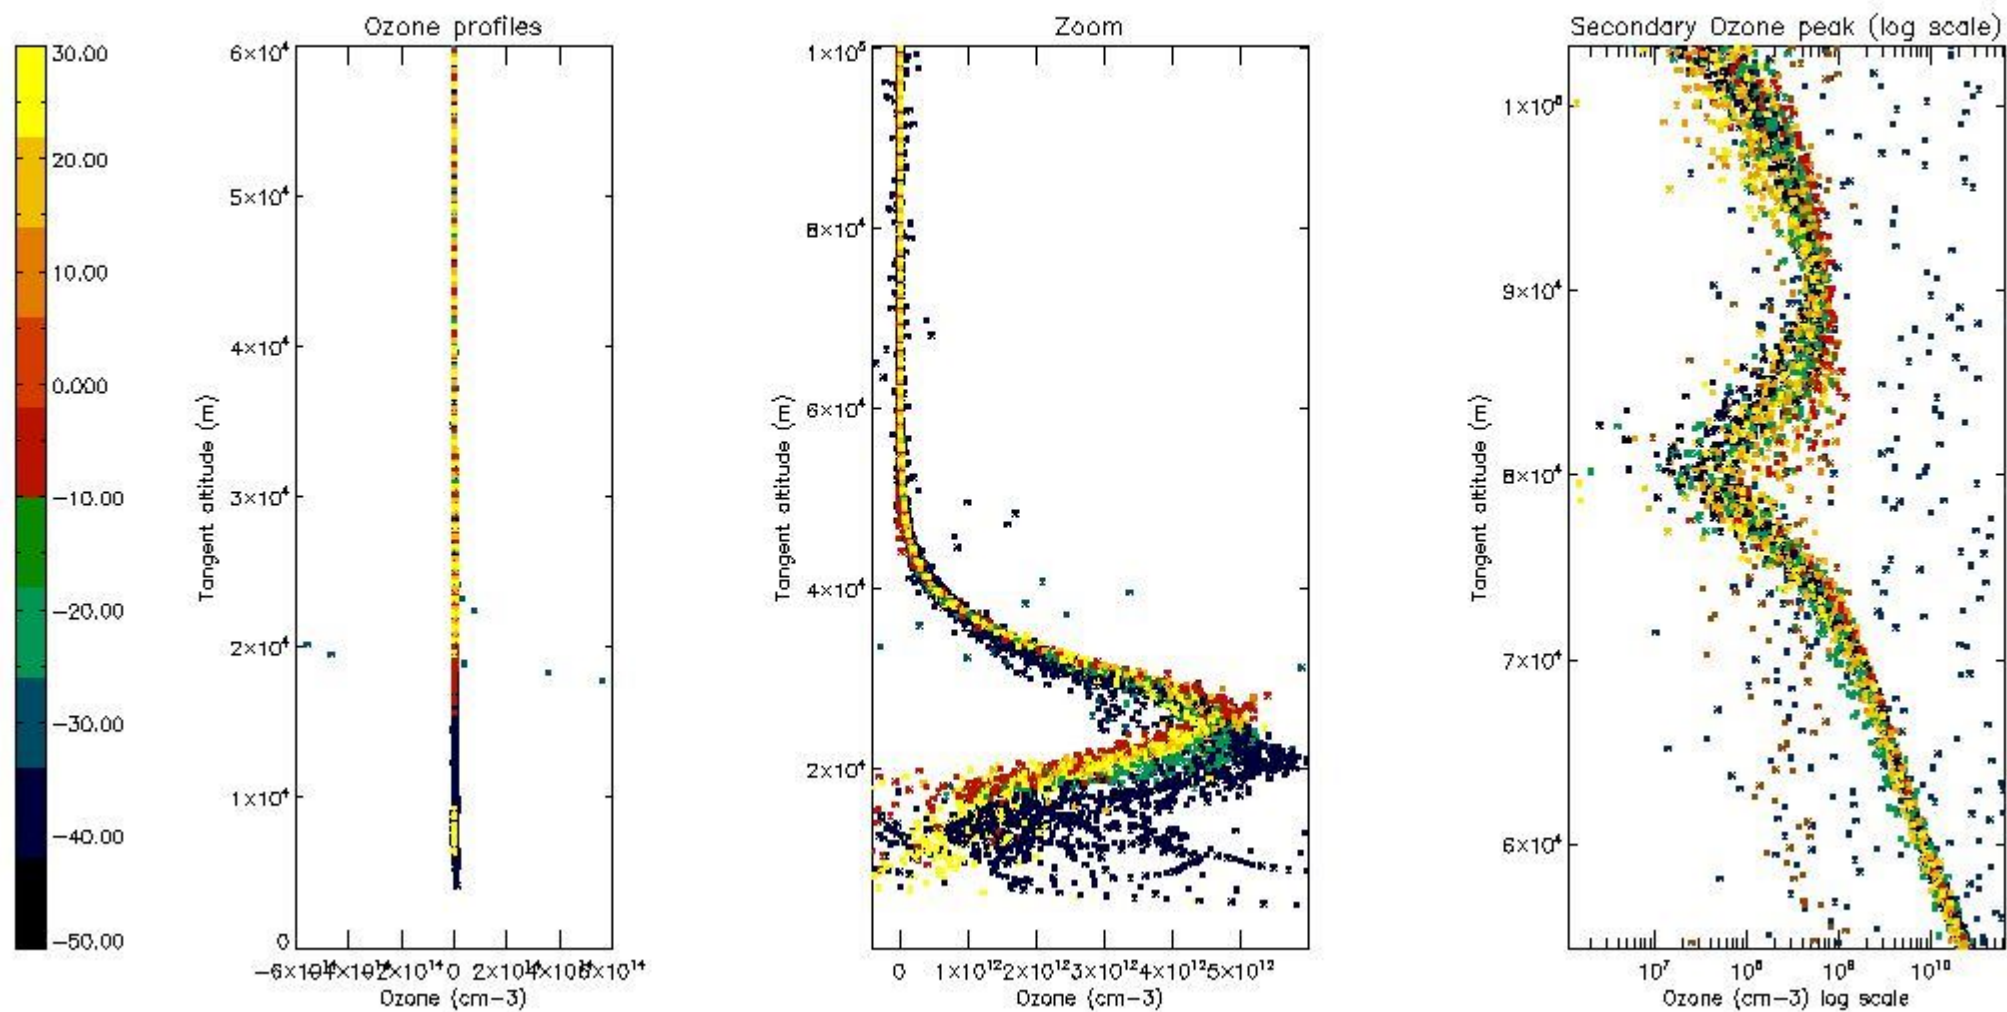 Ozone profiles
Zoom
Secondary Ozone peak (log scale)
30.00
20.00
10.00
0.000
−10.00
−20.00
−30.00
−40.00
−50.00
6×10⁴
5×10⁴
4×10⁴
3×10⁴
2×10⁴
1×10⁴
0
Tangent altitude (m)
0
Ozone (cm−3)
1×10⁵
8×10⁴
6×10⁴
4×10⁴
2×10⁴
Tangent altitude (m)
0 1×10¹² 2×10¹² 3×10¹² 4×10¹² 5×10¹²
Ozone (cm−3)
9×10⁴
8×10⁴
7×10⁴
6×10⁴
Tangent altitude (m)
10⁷ 10⁸ 10⁹ 10¹⁰
Ozone (cm−3) log scale